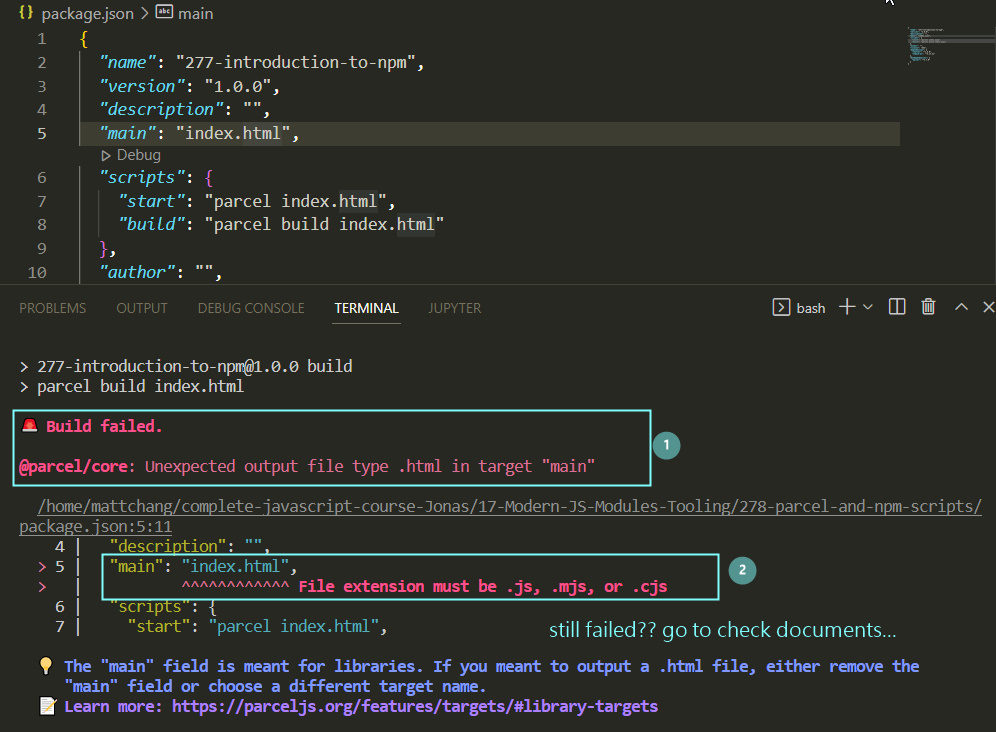 {} package.json > abc main
1 {
2 "name": "277-introduction-to-npm",
3 "version": "1.0.0",
4 "description": "",
5 "main": "index.html",
Debug
6 "scripts": {
7 "start": "parcel index.html",
8 "build": "parcel build index.html"
9 },
10 "author": "",
PROBLEMS OUTPUT DEBUG CONSOLE TERMINAL JUPYTER bash
> 277-introduction-to-npm@1.0.0 build
> parcel build index.html
🚨 Build failed.
1
@parcel/core: Unexpected output file type .html in target "main"
/home/mattchang/complete-javascript-course-Jonas/17-Modern-JS-Modules-Tooling/278-parcel-and-npm-scripts/
package.json:5:11
4 | "description": "",
> 5 | "main": "index.html",
2
> | ^^^^^^^^^^^^ File extension must be .js, .mjs, or .cjs
6 | "scripts": {
7 | "start": "parcel index.html",
still failed?? go to check documents...
💡 The "main" field is meant for libraries. If you meant to output a .html file, either remove the
"main" field or choose a different target name.
📝 Learn more: https://parceljs.org/features/targets/#library-targets